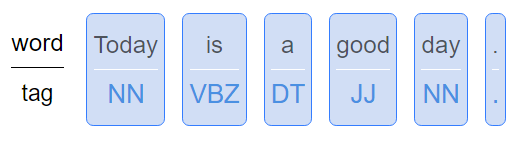 word Today is a good day .
tag NN VBZ DT JJ NN .